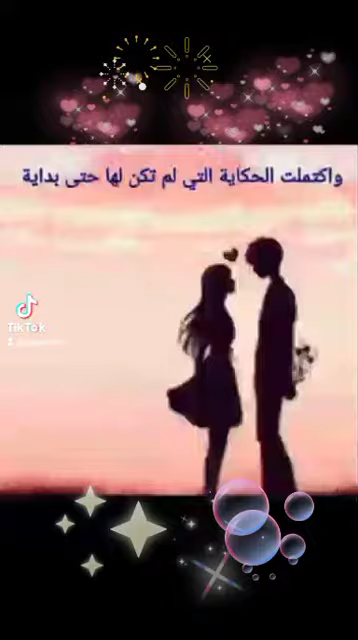 واكتملت الحكاية التي لم تكن لها حتى بداية
TikTok